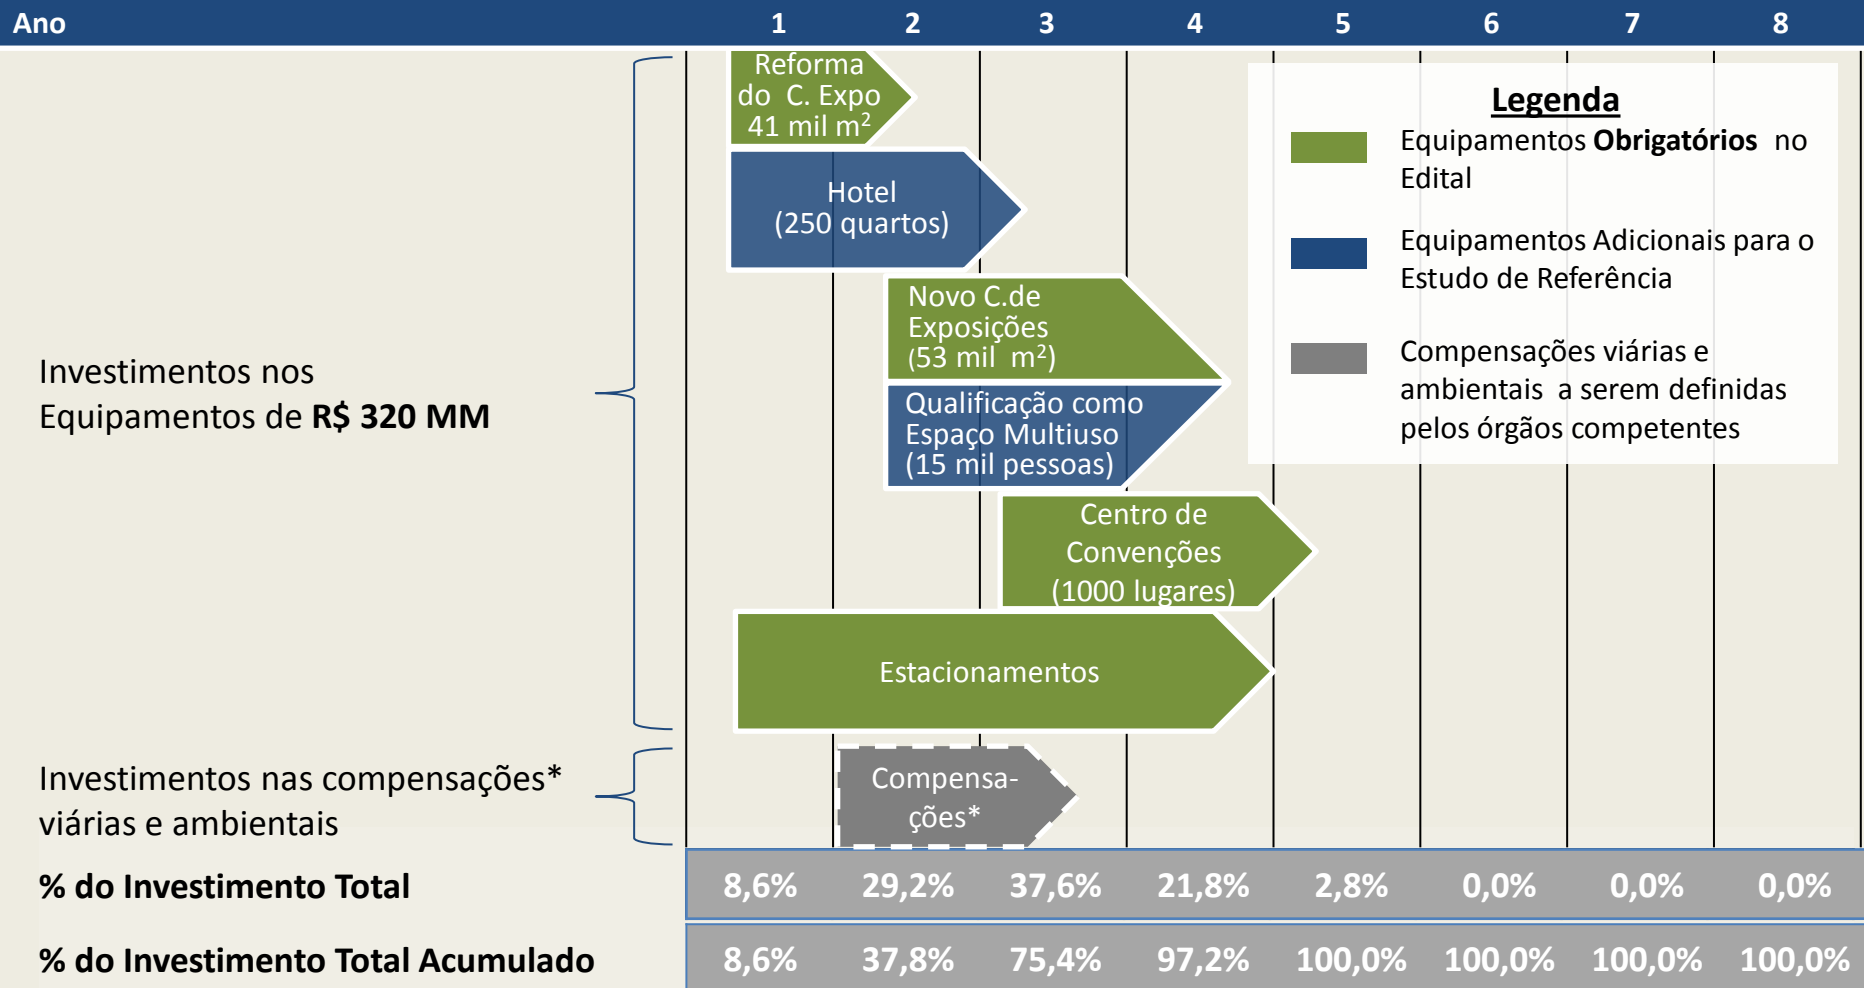 Ano 1 2 3 4 5 6 7 8
Reforma
do C. Expo
41 mil m²
Hotel
(250 quartos)
Novo C.de
Exposições
(53 mil m²)
Qualificação como
Espaço Multiuso
(15 mil pessoas)
Centro de
Convenções
(1000 lugares)
Estacionamentos
Compensa-
ções*
Investimentos nos
Equipamentos de R$ 320 MM
Investimentos nas compensações*
viárias e ambientais
Legenda
Equipamentos Obrigatórios no
Edital
Equipamentos Adicionais para o
Estudo de Referência
Compensações viárias e
ambientais a serem definidas
pelos órgãos competentes
% do Investimento Total 8,6% 29,2% 37,6% 21,8% 2,8% 0,0% 0,0% 0,0%
% do Investimento Total Acumulado 8,6% 37,8% 75,4% 97,2% 100,0% 100,0% 100,0% 100,0%